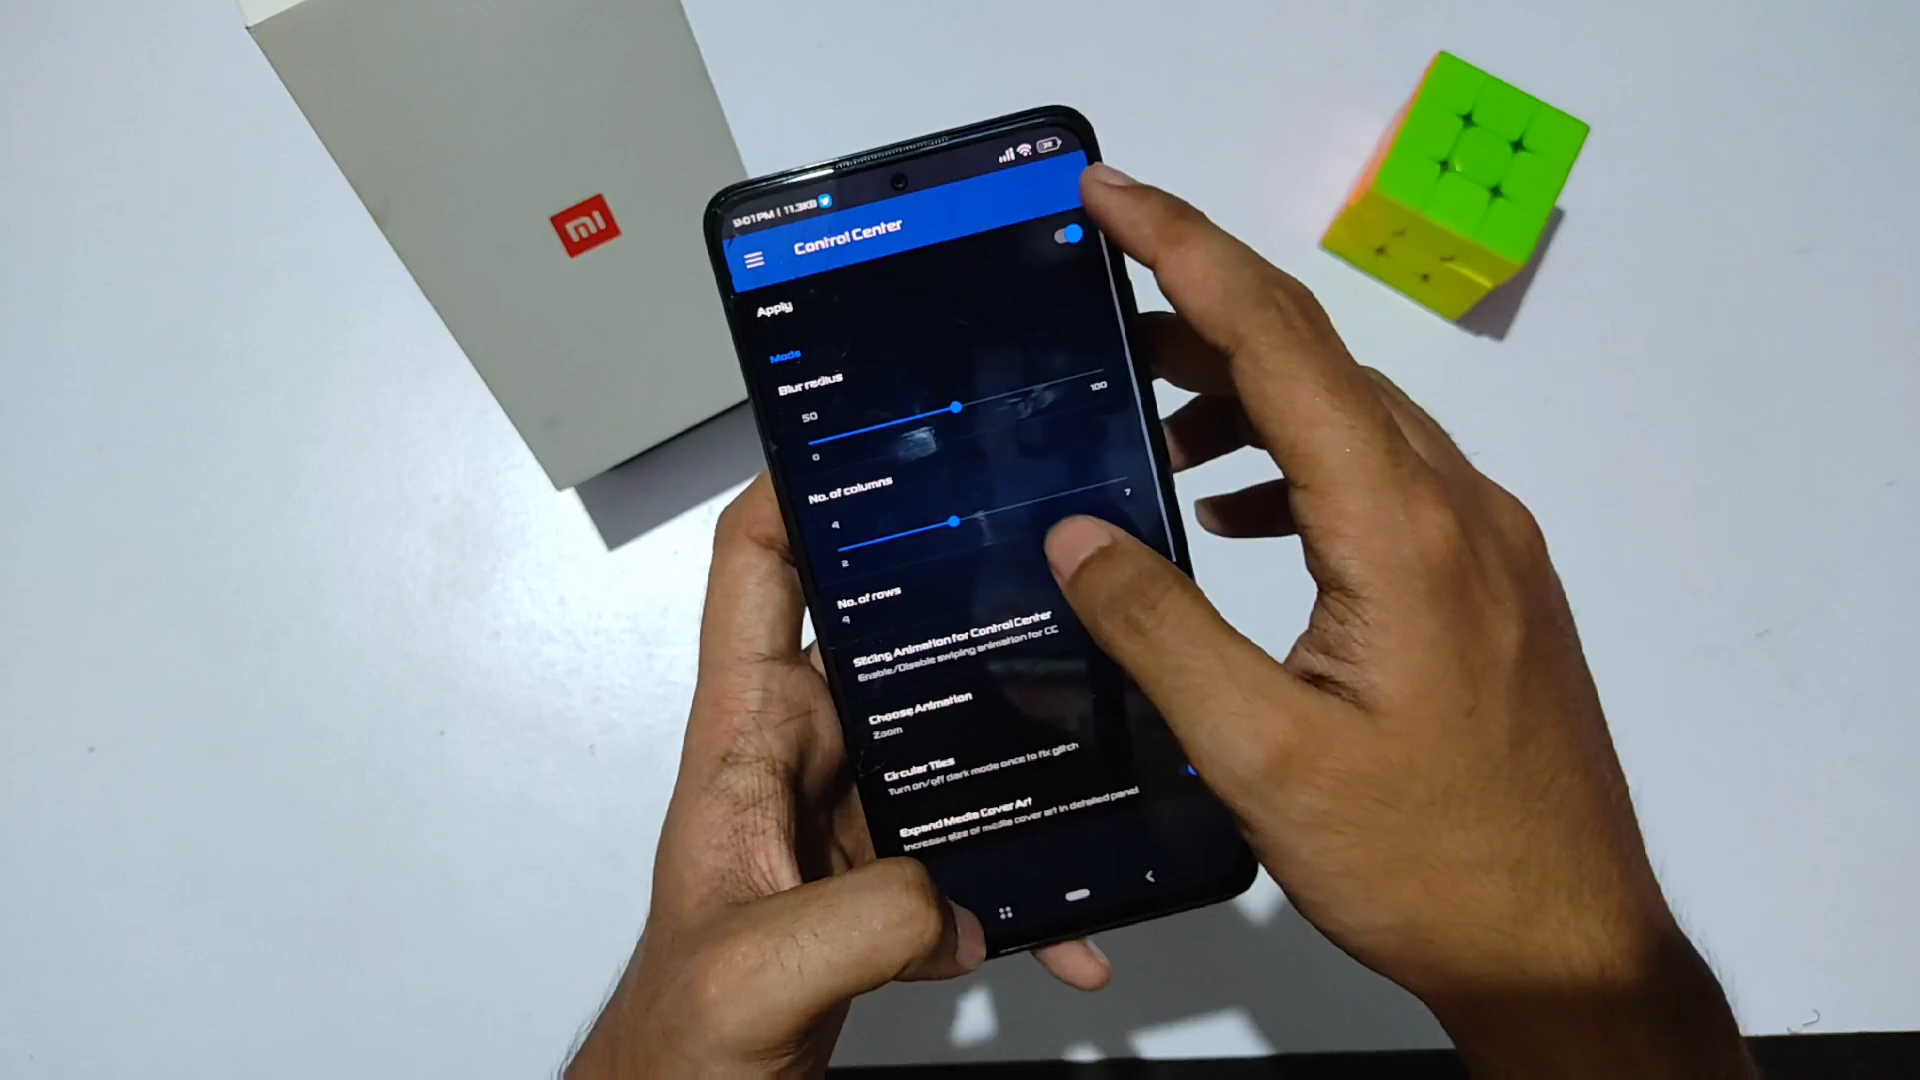 mi
9:01PM | 11.3KB
Control Center
Apply
Mods
Blur radius
50
100
0
No. of columns
4
7
2
No. of rows
4
Sliding Animation for Control Center
Enable/Disable swiping animation for CC
Choose Animation
Zoom
Circular Tiles
Turn on/off dark mode once to fix glitch
Expand Media Cover Art
Increase size of media cover art in detailed panel